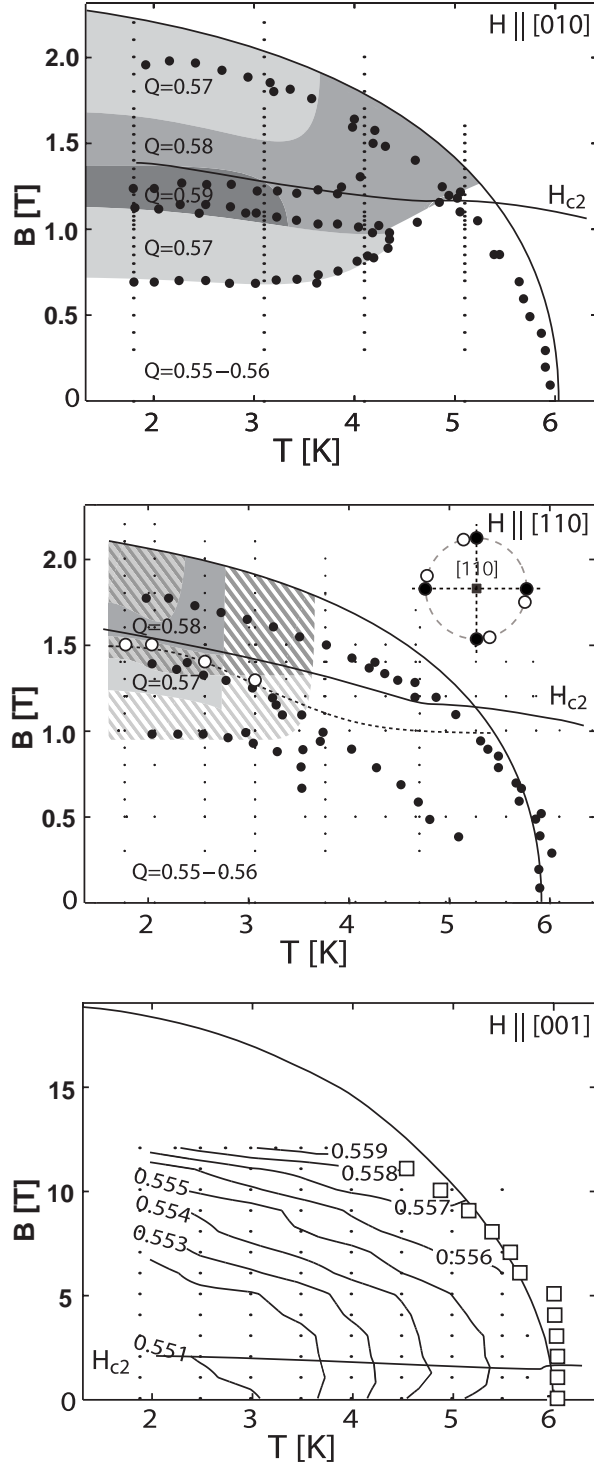 H || [010]
2.0
Q=0.57
Q=0.58
1.5
Q=0.59
H_c2
B [T]
1.0
Q=0.57
0.5
Q=0.55−0.56
0
2 3 4 5 6
T [K]
H || [110]
2.0
[110]
Q=0.58
1.5
Q=0.57
H_c2
B [T]
1.0
0.5
Q=0.55−0.56
0
2 3 4 5 6
T [K]
H || [001]
15
0.559
0.558
B [T]
10
0.555
0.557
0.554
0.553
0.556
5
0.551
H_c2
0
2 3 4 5 6
T [K]